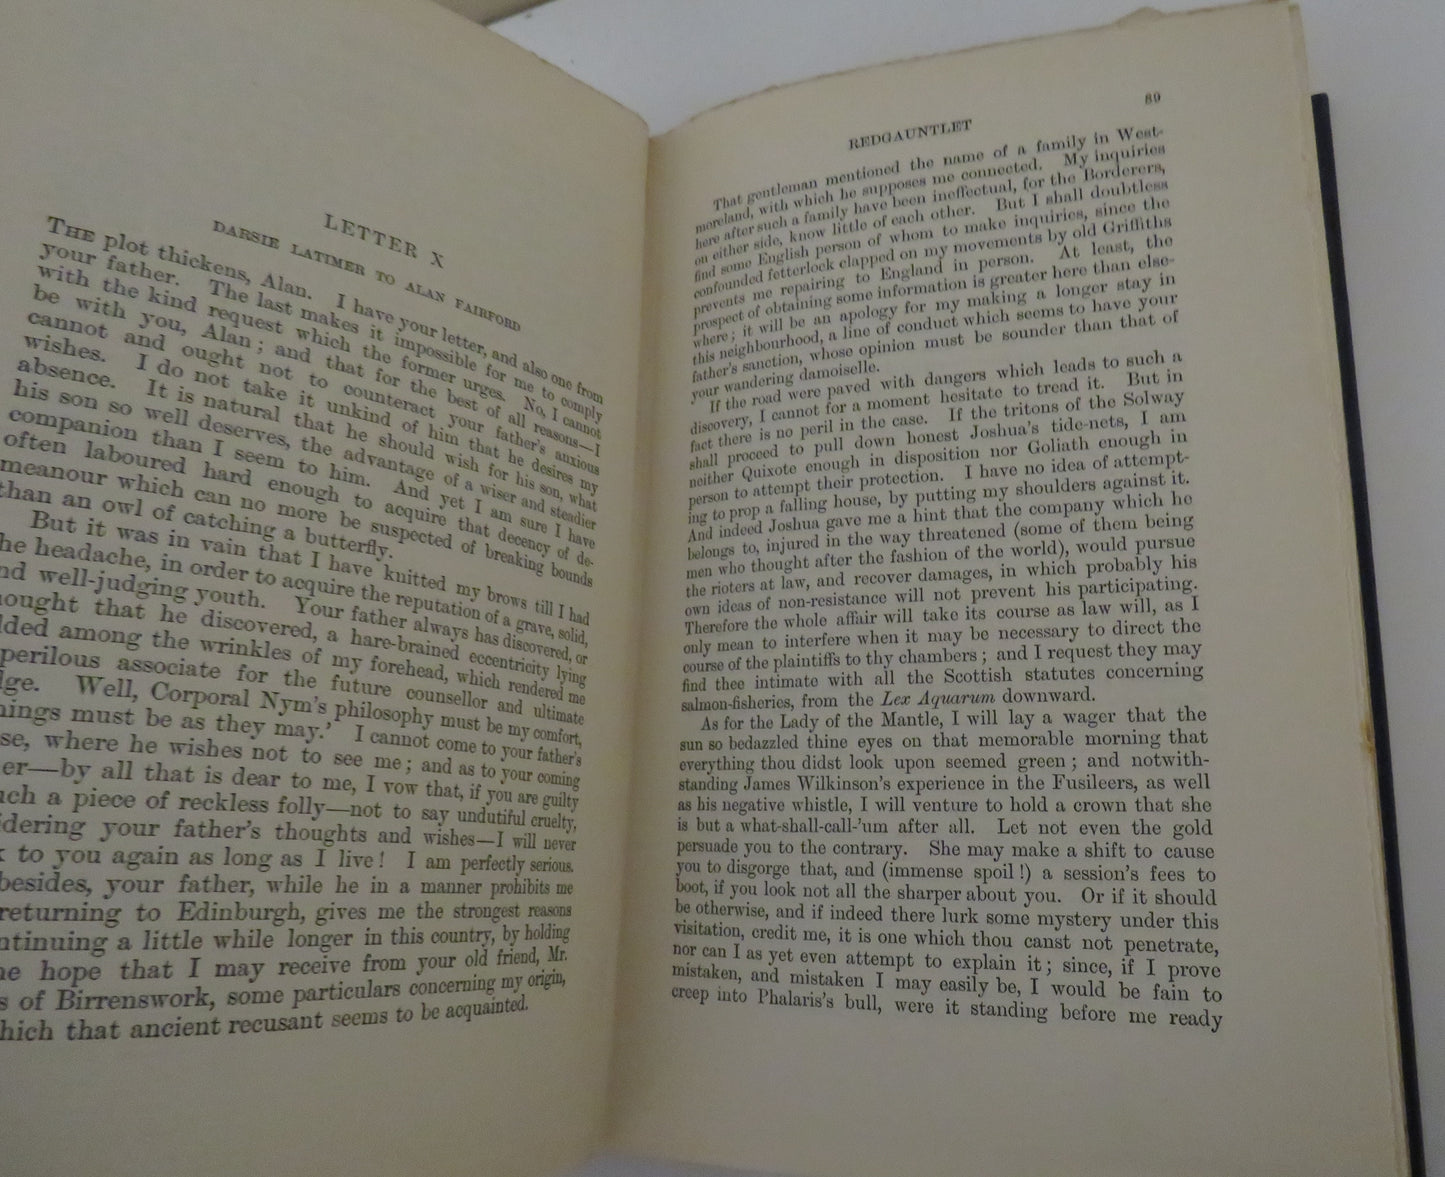 LETTER X
DARSIE LATIMER TO ALAN FAIRFORD
THE plot thickens, Alan. I have your letter, and also one from
your father. The last makes it impossible for me to comply
with the kind request which the former urges. No, I cannot
be with you, Alan; and that for the best of all reasons—I
cannot and ought not to counteract your father's anxious
wishes. I do not take it unkind of him that he desires my
absence. It is natural that he should wish for his son, what
his son so well deserves, the advantage of a wiser and steadier
companion than I seem to him. And yet I am sure I have
often laboured hard enough to acquire that decency of de-
meanour which can no more be suspected of breaking bounds
than an owl of catching a butterfly.
But it was in vain that I have knitted my brows till I had
he headache, in order to acquire the reputation of a grave, solid,
nd well-judging youth. Your father always has discovered, or
ought that he discovered, a hare-brained eccentricity lying
lded among the wrinkles of my forehead, which rendered me
perilous associate for the future counsellor and ultimate
dge. Well, Corporal Nym's philosophy must be my comfort,
ings must be as they may.' I cannot come to your father's
se, where he wishes not to see me; and as to your coming
er—by all that is dear to me, I vow that, if you are guilty
uch a piece of reckless folly—not to say undutiful cruelty,
dering your father's thoughts and wishes—I will never
to you again as long as I live! I am perfectly serious.
besides, your father, while he in a manner prohibits me
returning to Edinburgh, gives me the strongest reasons
ntinuing a little while longer in this country, by holding
he hope that I may receive from your old friend, Mr.
s of Birrenswork, some particulars concerning my origin,
hich that ancient recusant seems to be acquainted.
REDGAUNTLET 89
That gentleman mentioned the name of a family in West-
moreland, with which he supposes me connected. My inquiries
here after such a family have been ineffectual, for the Borderers,
on either side, know little of each other. But I shall doubtless
find some English person of whom to make inquiries, since the
confounded fetterlock clapped on my movements by old Griffiths
prevents me repairing to England in person. At least, the
prospect of obtaining some information is greater here than else-
where; it will be an apology for my making a longer stay in
this neighbourhood, a line of conduct which seems to have your
father's sanction, whose opinion must be sounder than that of
your wandering damoiselle.
If the road were paved with dangers which leads to such a
discovery, I cannot for a moment hesitate to tread it. But in
fact there is no peril in the case. If the tritons of the Solway
shall proceed to pull down honest Joshua's tide-nets, I am
neither Quixote enough in disposition nor Goliath enough in
person to attempt their protection. I have no idea of attempt-
ing to prop a falling house, by putting my shoulders against it.
And indeed Joshua gave me a hint that the company which he
belongs to, injured in the way threatened (some of them being
men who thought after the fashion of the world), would pursue
the rioters at law, and recover damages, in which probably his
own ideas of non-resistance will not prevent his participating.
Therefore the whole affair will take its course as law will, as I
only mean to interfere when it may be necessary to direct the
course of the plaintiffs to thy chambers; and I request they may
find thee intimate with all the Scottish statutes concerning
salmon-fisheries, from the Lex Aquarum downward.
As for the Lady of the Mantle, I will lay a wager that the
sun so bedazzled thine eyes on that memorable morning that
everything thou didst look upon seemed green; and notwith-
standing James Wilkinson's experience in the Fusileers, as well
as his negative whistle, I will venture to hold a crown that she
is but a what-shall-call-'um after all. Let not even the gold
persuade you to the contrary. She may make a shift to cause
you to disgorge that, and (immense spoil!) a session's fees to
boot, if you look not all the sharper about you. Or if it should
be otherwise, and if indeed there lurk some mystery under this
visitation, credit me, it is one which thou canst not penetrate,
nor can I as yet even attempt to explain it; since, if I prove
mistaken, and mistaken I may easily be, I would be fain to
creep into Phalaris's bull, were it standing before me ready